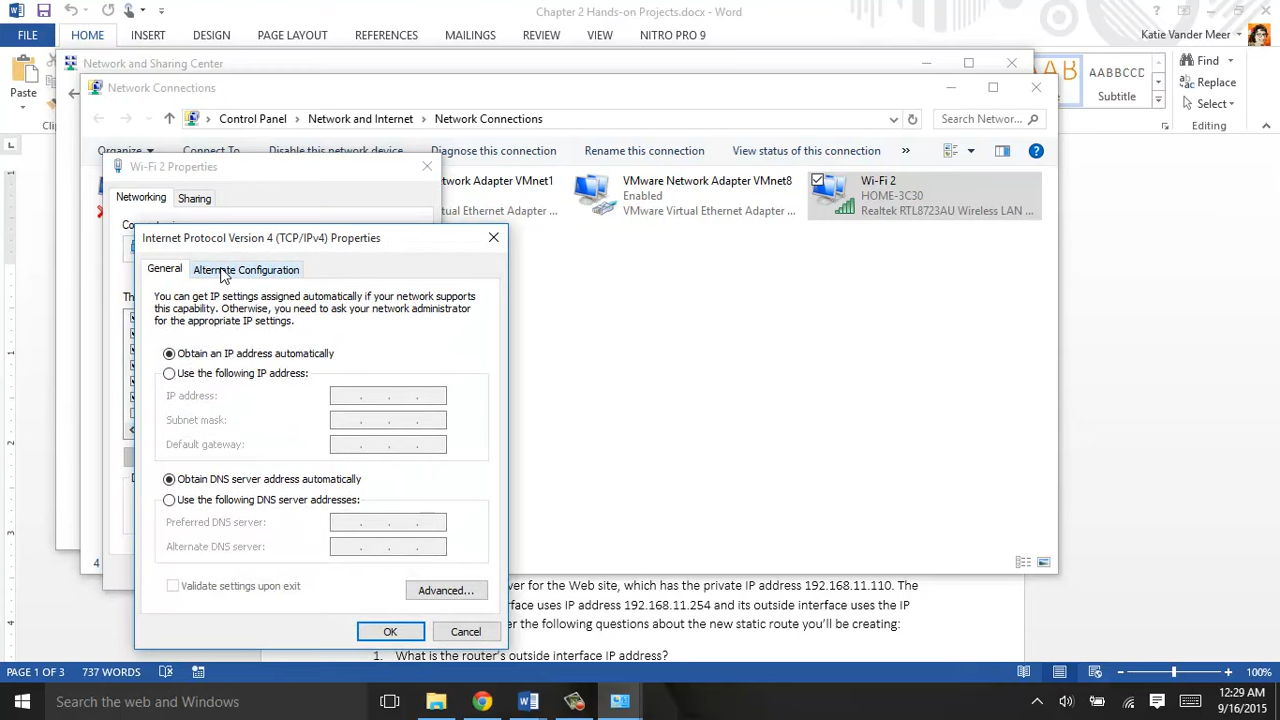 Chapter 2 Hands-on Projects.docx - Word
FILE
HOME
INSERT
DESIGN
PAGE LAYOUT
REFERENCES
MAILINGS
REVIEW
VIEW
NITRO PRO 9
Katie Vander Meer
Paste
Network and Sharing Center
Find
AABBCCD
Replace
Subtitle
Select
Editing
Network Connections
Control Panel > Network and Internet > Network Connections
Search Networ...
Organize
Connect To
Disable this network device
Diagnose this connection
Rename this connection
View status of this connection
»
Wi-Fi 2 Properties
Networking
Sharing
VMware Network Adapter VMnet8
Enabled
VMware Virtual Ethernet Adapter ...
Wi-Fi 2
HOME-3C30
Realtek RTL8723AU Wireless LAN ...
Internet Protocol Version 4 (TCP/IPv4) Properties
General
Alternate Configuration
You can get IP settings assigned automatically if your network supports
this capability. Otherwise, you need to ask your network administrator
for the appropriate IP settings.
Obtain an IP address automatically
Use the following IP address:
IP address:
Subnet mask:
Default gateway:
Obtain DNS server address automatically
Use the following DNS server addresses:
Preferred DNS server:
Alternate DNS server:
Validate settings upon exit
Advanced...
OK
Cancel
4
ver for the Web site, which has the private IP address 192.168.11.110. The
rface uses IP address 192.168.11.254 and its outside interface uses the IP
er the following questions about the new static route you'll be creating:
1. What is the router's outside interface IP address?
PAGE 1 OF 3
737 WORDS
100%
Search the web and Windows
12:29 AM
9/16/2015